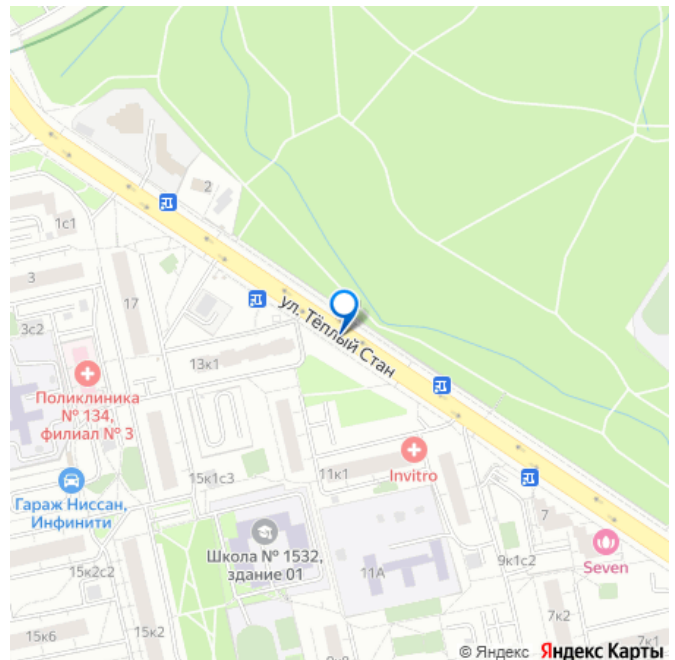 2
1с1
3
17
3с2
ул. Тёплый Стан
13к1
Поликлиника
№ 134,
филиал № 3
15к1с3
11к1
Invitro
Гараж Ниссан,
Инфинити
7
Школа № 1532,
здание 01
11А
9к1с2
Seven
15к2с2
7к2
15к6
15к2
7к1
© Яндекс Яндекс Карты